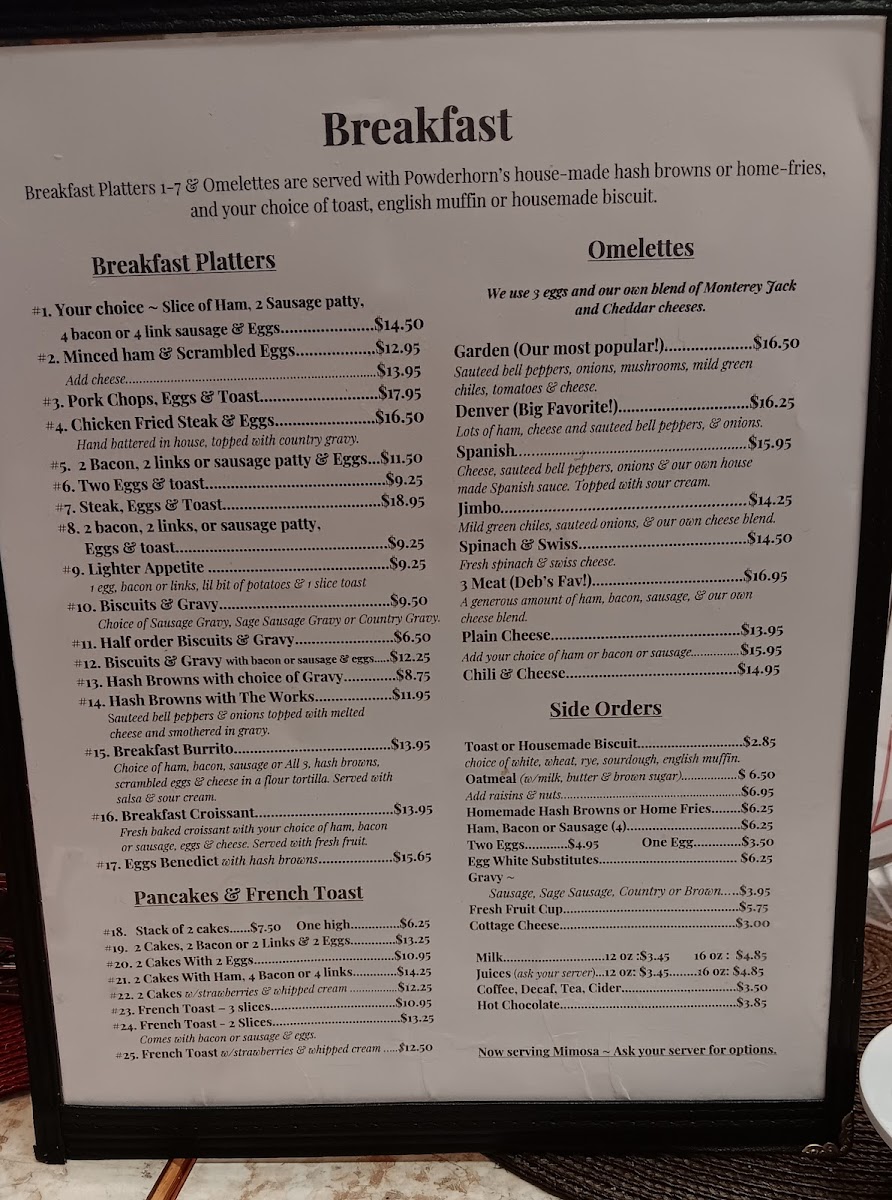 Breakfast
Breakfast Platters 1-7 & Omelettes are served with Powderhorn's house-made hash browns or home-fries,
and your choice of toast, english muffin or housemade biscuit.
Breakfast Platters
#1. Your choice ~ Slice of Ham, 2 Sausage patty,
4 bacon or 4 link sausage & Eggs......................$14.50
#2. Minced ham & Scrambled Eggs...................$12.95
Add cheese..............................................................$13.95
#3. Pork Chops, Eggs & Toast............................$17.95
#4. Chicken Fried Steak & Eggs........................$16.50
Hand battered in house, topped with country gravy.
#5. 2 Bacon, 2 links or sausage patty & Eggs...$11.50
#6. Two Eggs & toast...........................................$9.25
#7. Steak, Eggs & Toast.....................................$18.95
#8. 2 bacon, 2 links, or sausage patty,
Eggs & toast...................................................$9.25
#9. Lighter Appetite ...........................................$9.25
1 egg, bacon or links, lil bit of potatoes & 1 slice toast
#10. Biscuits & Gravy.........................................$9.50
Choice of Sausage Gravy, Sage Sausage Gravy or Country Gravy.
#11. Half order Biscuits & Gravy.......................$6.50
#12. Biscuits & Gravy with bacon or sausage & eggs.....$12.25
#13. Hash Browns with choice of Gravy............$8.75
#14. Hash Browns with The Works..................$11.95
Sauteed bell peppers & onions topped with melted
cheese and smothered in gravy.
#15. Breakfast Burrito.....................................$13.95
Choice of ham, bacon, sausage or All 3, hash browns,
scrambled eggs & cheese in a flour tortilla. Served with
salsa & sour cream.
#16. Breakfast Croissant.................................$13.95
Fresh baked croissant with your choice of ham, bacon
or sausage, eggs & cheese. Served with fresh fruit.
#17. Eggs Benedict with hash browns.................$15.65
Pancakes & French Toast
#18. Stack of 2 cakes......$7.50 One high.............$6.25
#19. 2 Cakes, 2 Bacon or 2 Links & 2 Eggs...........$13.25
#20. 2 Cakes With 2 Eggs..................................$10.95
#21. 2 Cakes With Ham, 4 Bacon or 4 links..........$14.25
#22. 2 Cakes w/strawberries & whipped cream ............$12.25
#23. French Toast – 3 slices................................$10.95
#24. French Toast – 2 Slices................................$13.25
Comes with bacon or sausage & eggs.
#25. French Toast w/strawberries & whipped cream .....$12.50
Omelettes
We use 3 eggs and our own blend of Monterey Jack
and Cheddar cheeses.
Garden (Our most popular!).....................$16.50
Sauteed bell peppers, onions, mushrooms, mild green
chiles, tomatoes & cheese.
Denver (Big Favorite!)...............................$16.25
Lots of ham, cheese and sauteed bell peppers, & onions.
Spanish.......................................................$15.95
Cheese, sauteed bell peppers, onions & our own house
made Spanish sauce. Topped with sour cream.
Jimbo..........................................................$14.25
Mild green chiles, sauteed onions, & our own cheese blend.
Spinach & Swiss........................................$14.50
Fresh spinach & swiss cheese.
3 Meat (Deb's Fav!)...................................$16.95
A generous amount of ham, bacon, sausage, & our own
cheese blend.
Plain Cheese.............................................$13.95
Add your choice of ham or bacon or sausage..............$15.95
Chili & Cheese..........................................$14.95
Side Orders
Toast or Housemade Biscuit.........................$2.85
choice of white, wheat, rye, sourdough, english muffin.
Oatmeal (w/milk, butter & brown sugar)................$ 6.50
Add raisins & nuts..................................................$6.95
Homemade Hash Browns or Home Fries.......$6.25
Ham, Bacon or Sausage (4)............................$6.25
Two Eggs...........$4.95 One Egg............$3.50
Egg White Substitutes................................... $6.25
Gravy ~
Sausage, Sage Sausage, Country or Brown.....$3.95
Fresh Fruit Cup...........................................$5.75
Cottage Cheese............................................$3.00
Milk..........................12 oz :$3.45 16 oz : $4.85
Juices (ask your server)...12 oz: $3.45........16 oz: $4.85
Coffee, Decaf, Tea, Cider...................................$3.50
Hot Chocolate....................................................$3.85
Now serving Mimosa ~ Ask your server for options.